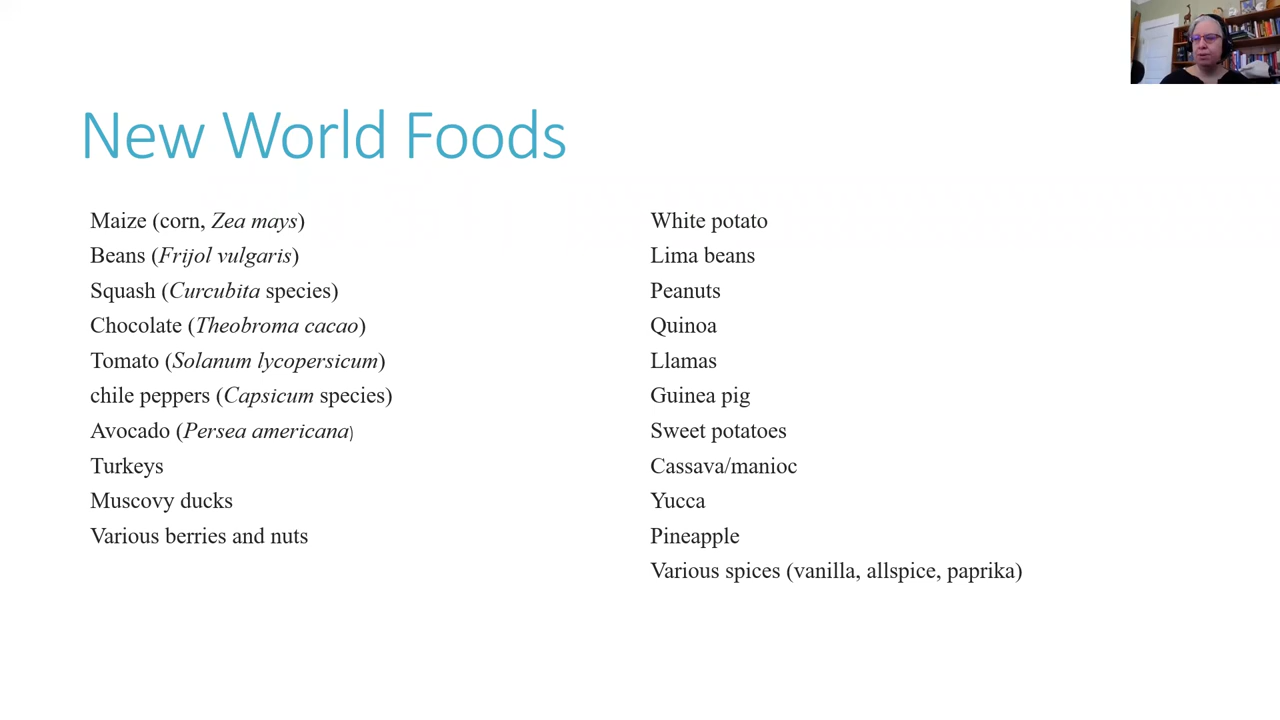 New World Foods
Maize (corn, Zea mays)
Beans (Frijol vulgaris)
Squash (Curcubita species)
Chocolate (Theobroma cacao)
Tomato (Solanum lycopersicum)
chile peppers (Capsicum species)
Avocado (Persea americana)
Turkeys
Muscovy ducks
Various berries and nuts
White potato
Lima beans
Peanuts
Quinoa
Llamas
Guinea pig
Sweet potatoes
Cassava/manioc
Yucca
Pineapple
Various spices (vanilla, allspice, paprika)